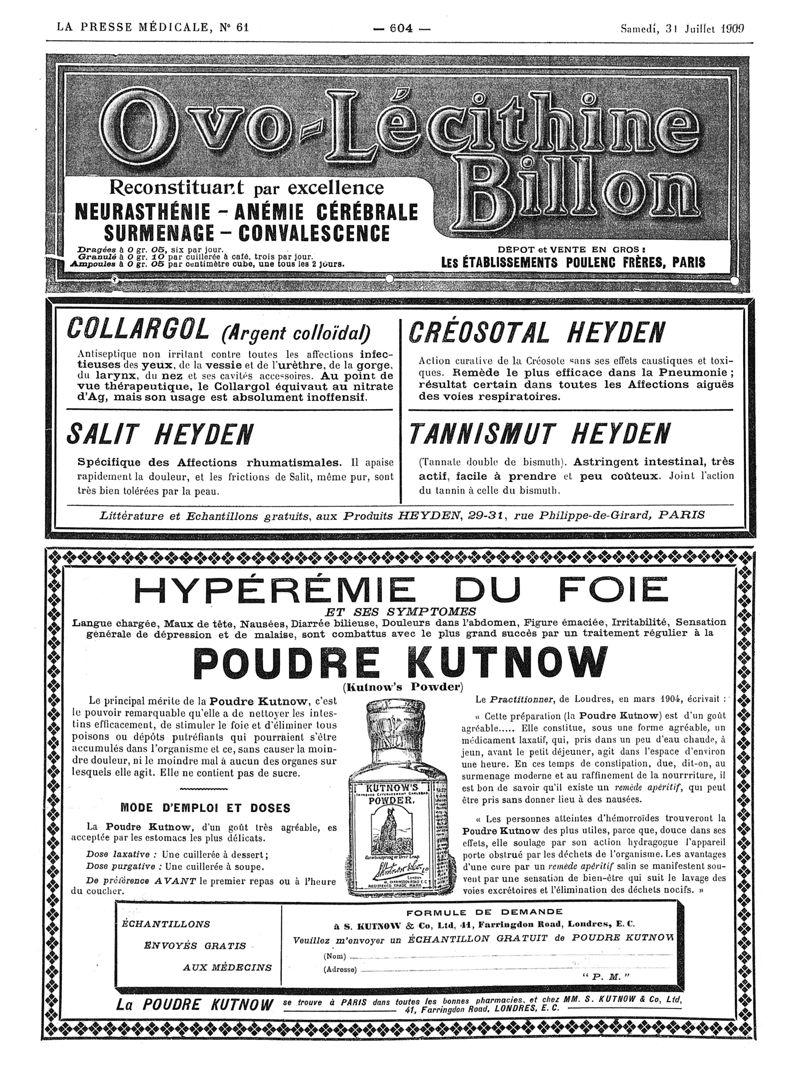 LA PRESSE MÉDICALE, N° 61
— 604 —
Samedi, 31 Juillet 1909
Ovo-Lécithine
Billon
Reconstituant par excellence
NEURASTHÉNIE - ANÉMIE CÉRÉBRALE
SURMENAGE - CONVALESCENCE
Dragées à 0 gr. 05, six par jour.
Granulé à 0 gr. 10 par cuillerée à café, trois par jour.
Ampoules à 0 gr. 05 par centimètre cube, une tous les 2 jours.
DÉPOT et VENTE EN GROS :
LES ÉTABLISSEMENTS POULENC FRÈRES, PARIS
COLLARGOL (Argent colloïdal)
Antiseptique non irritant contre toutes les affections infec-
tieuses des yeux, de la vessie et de l'urèthre, de la gorge,
du larynx, du nez et ses cavités accessoires. Au point de
vue thérapeutique, le Collargol équivaut au nitrate
d'Ag, mais son usage est absolument inoffensif.
CRÉOSOTAL HEYDEN
Action curative de la Créosote sans ses effets caustiques et toxi-
ques. Remède le plus efficace dans la Pneumonie ;
résultat certain dans toutes les Affections aiguës
des voies respiratoires.
SALIT HEYDEN
Spécifique des Affections rhumatismales. Il apaise
rapidement la douleur, et les frictions de Salit, même pur, sont
très bien tolérées par la peau.
TANNISMUT HEYDEN
(Tannate double de bismuth). Astringent intestinal, très
actif, facile à prendre et peu coûteux. Joint l'action
du tannin à celle du bismuth.
Littérature et Echantillons gratuits, aux Produits HEYDEN, 29-31, rue Philippe-de-Girard, PARIS
HYPÉRÉMIE DU FOIE
ET SES SYMPTOMES
Langue chargée, Maux de tête, Nausées, Diarrée bilieuse, Douleurs dans l'abdomen, Figure émaciée, Irritabilité, Sensation
générale de dépression et de malaise, sont combattus avec le plus grand succès par un traitement régulier à la
POUDRE KUTNOW
(Kutnow's Powder)
Le principal mérite de la Poudre Kutnow, c'est
le pouvoir remarquable qu'elle a de nettoyer les intes-
tins efficacement, de stimuler le foie et d'éliminer tous
poisons ou dépôts putréfiants qui pourraient s'être
accumulés dans l'organisme et ce, sans causer la moin-
dre douleur, ni le moindre mal à aucun des organes sur
lesquels elle agit. Elle ne contient pas de sucre.
MODE D'EMPLOI ET DOSES
La Poudre Kutnow, d'un goût très agréable, es
acceptée par les estomacs les plus délicats.
Dose laxative : Une cuillerée à dessert ;
Dose purgative : Une cuillerée à soupe.
De préférence AVANT le premier repas ou à l'heure
du coucher.
KUTNOW'S
IMPROVED EFFERVESCENT CARLSBAD
POWDER.
REGISTERED TRADE MARK
Le Practitionner, de Londres, en mars 1904, écrivait :
« Cette préparation (la Poudre Kutnow) est d'un goût
agréable..... Elle constitue, sous une forme agréable, un
médicament laxatif, qui, pris dans un peu d'eau chaude, à
jeun, avant le petit déjeuner, agit dans l'espace d'environ
une heure. En ces temps de constipation, due, dit-on, au
surmenage moderne et au raffinement de la nourrriture, il
est bon de savoir qu'il existe un remède apéritif, qui peut
être pris sans donner lieu à des nausées.
« Les personnes atteintes d'hémorroïdes trouveront la
Poudre Kutnow des plus utiles, parce que, douce dans ses
effets, elle soulage par son action hydragogue l'appareil
porte obstrué par les déchets de l'organisme. Les avantages
d'une cure par un remède apéritif salin se manifestent sou-
vent par une sensation de bien-être qui suit le lavage des
voies excrétoires et l'élimination des déchets nocifs. »
ÉCHANTILLONS
ENVOYÉS GRATIS
AUX MÉDECINS
FORMULE DE DEMANDE
à S. KUTNOW & Co, Ltd, 41, Farringdon Road, Londres, E. C.
Veuillez m'envoyer un ÉCHANTILLON GRATUIT de POUDRE KUTNOW
(Nom)
(Adresse)
" P. M. "
La POUDRE KUTNOW se trouve à PARIS dans toutes les bonnes pharmacies, et chez MM. S. KUTNOW & Co, Ltd,
41, Farringdon Road, LONDRES, E. C.